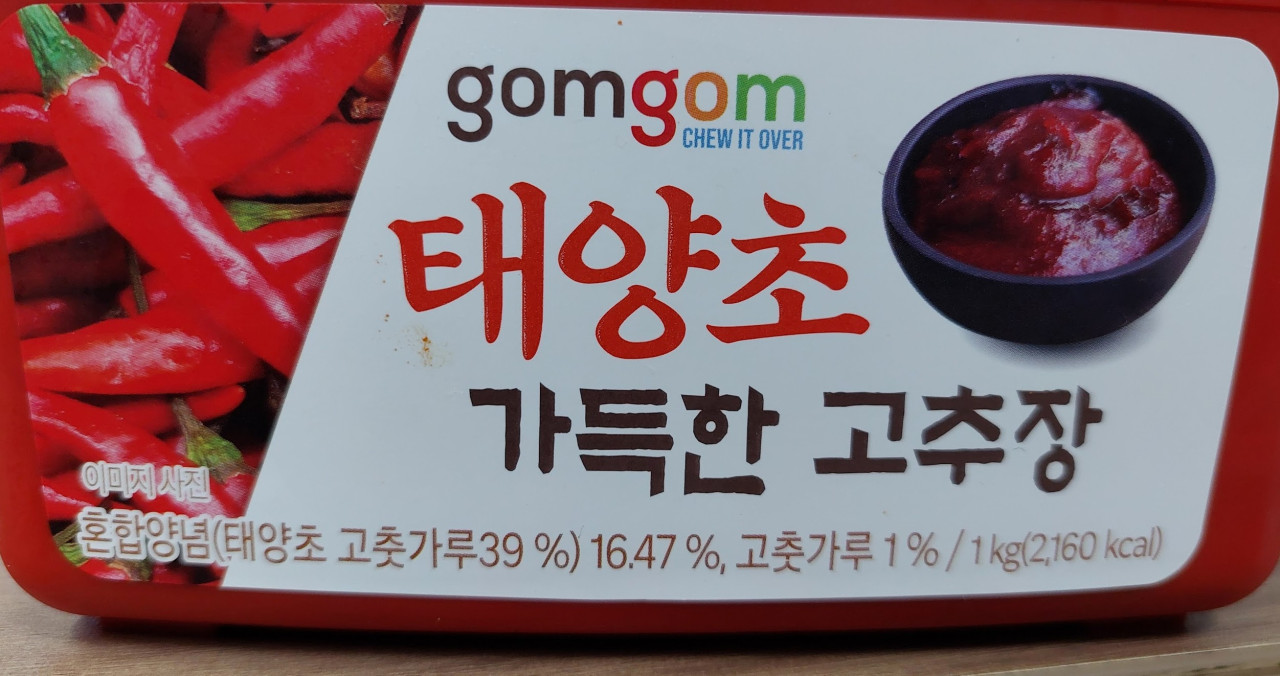 gomgom
CHEW IT OVER
태양초
가득한 고추장
이미지 사진
혼합양념(태양초 고춧가루39 %) 16.47 %, 고춧가루 1 % / 1 kg(2,160 kcal)